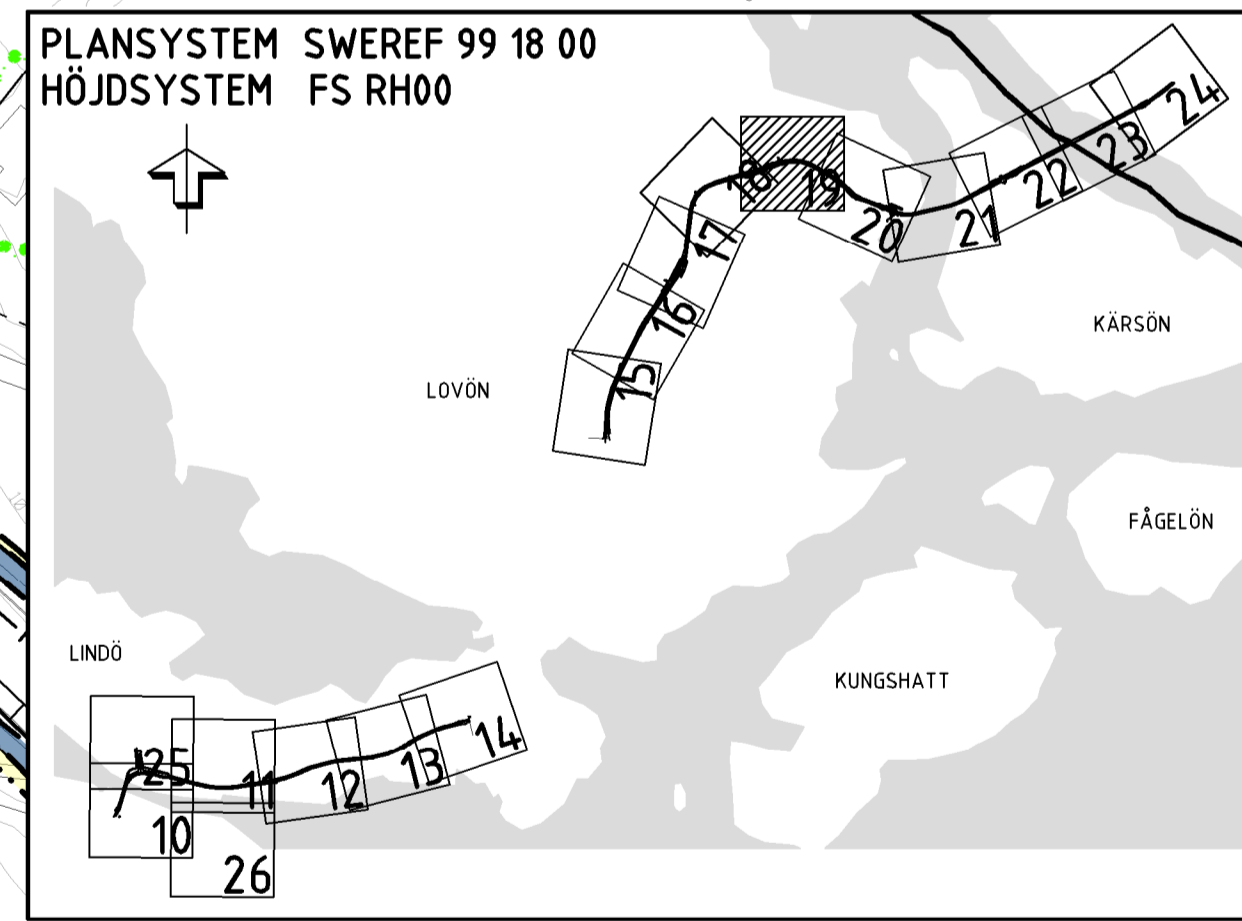 PLANSYSTEM SWEREF 99 18 00
HÖJDSYSTEM FS RH00
24
23
22
21
20
19
18
17
16
15
KÄRSÖN
LOVÖN
FÅGELÖN
LINDÖ
KUNGSHATT
14
13
12
11
25
10
26